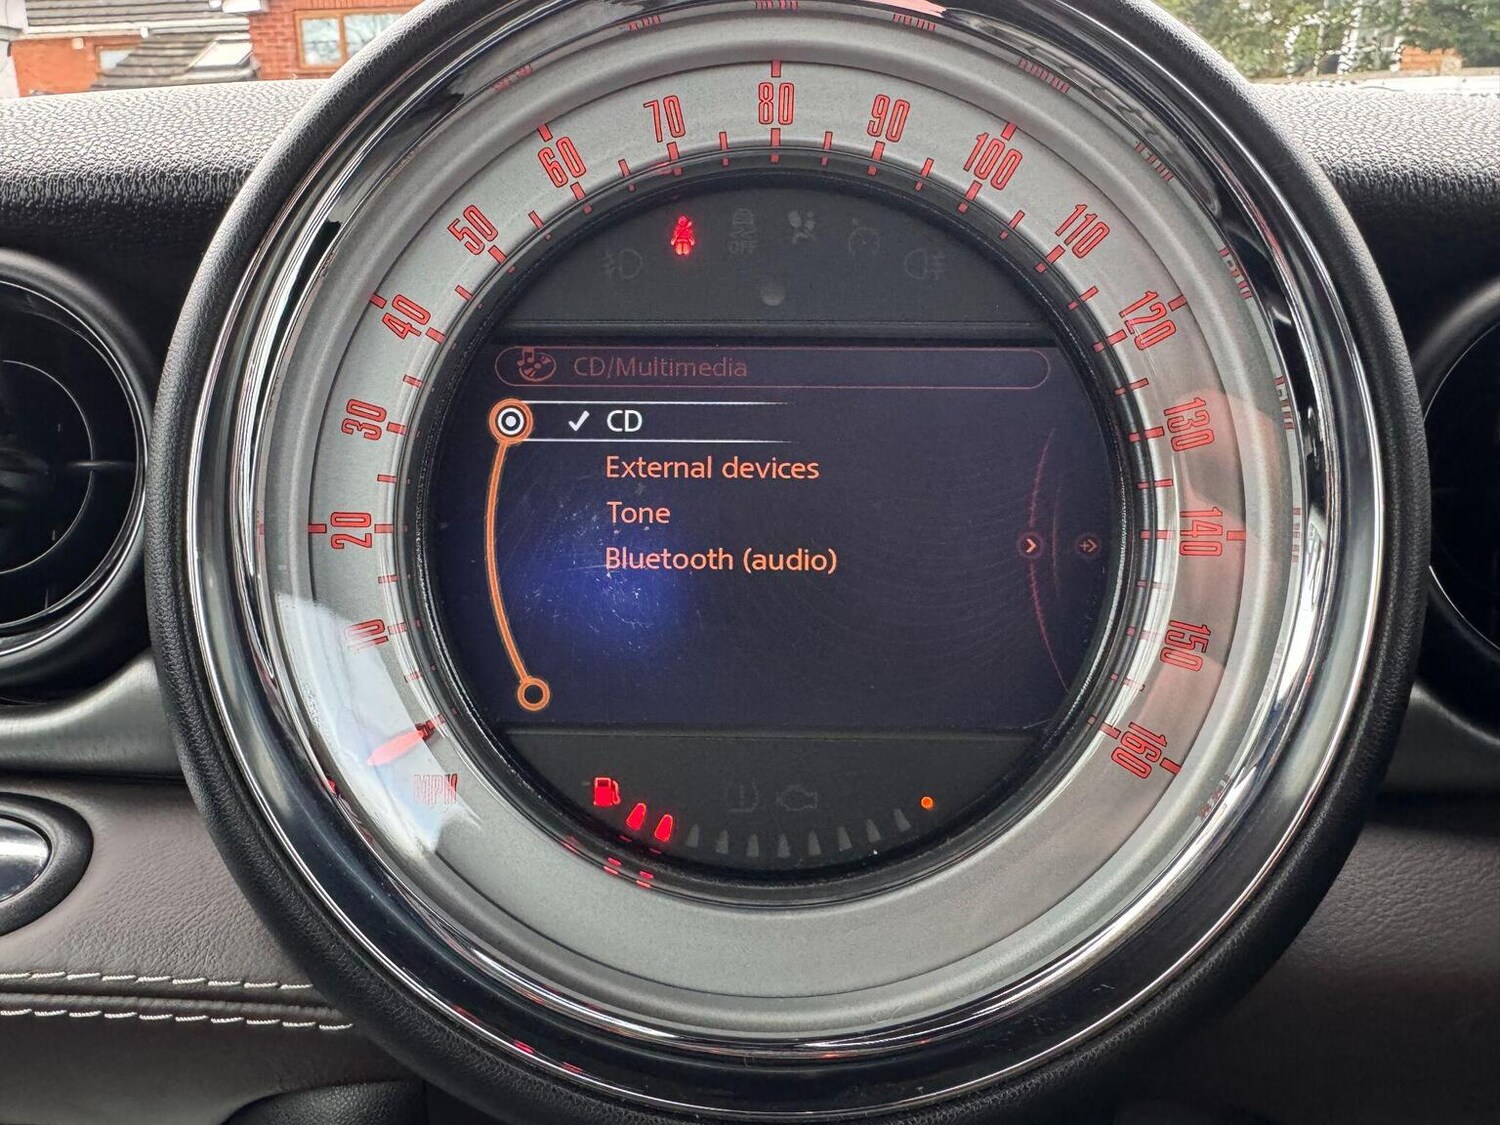 80
70
90
60
100
50
110
40
120
30
130
20
140
10
150
160
MPH
OFF
CD/Multimedia
✓ CD
External devices
Tone
Bluetooth (audio)